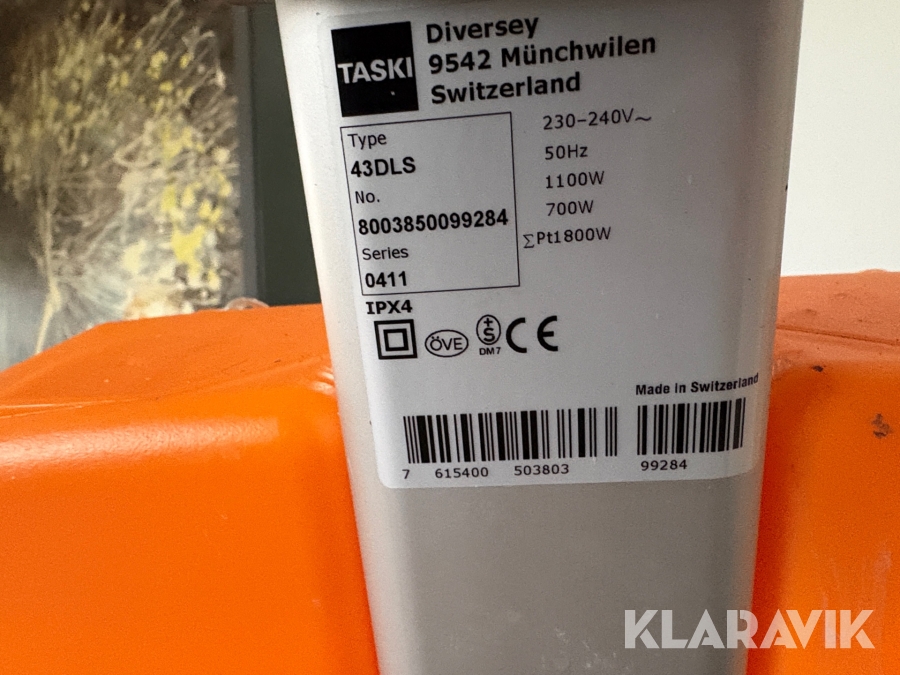 TASKI
Diversey
9542 Münchwilen
Switzerland
Type
43DLS
No.
8003850099284
Series
0411
230-240V~
50Hz
1100W
700W
∑Pt1800W
IPX4
ÖVE
+S
DM7
CE
Made in Switzerland
7 615400 503803
99284
KLARAVIK